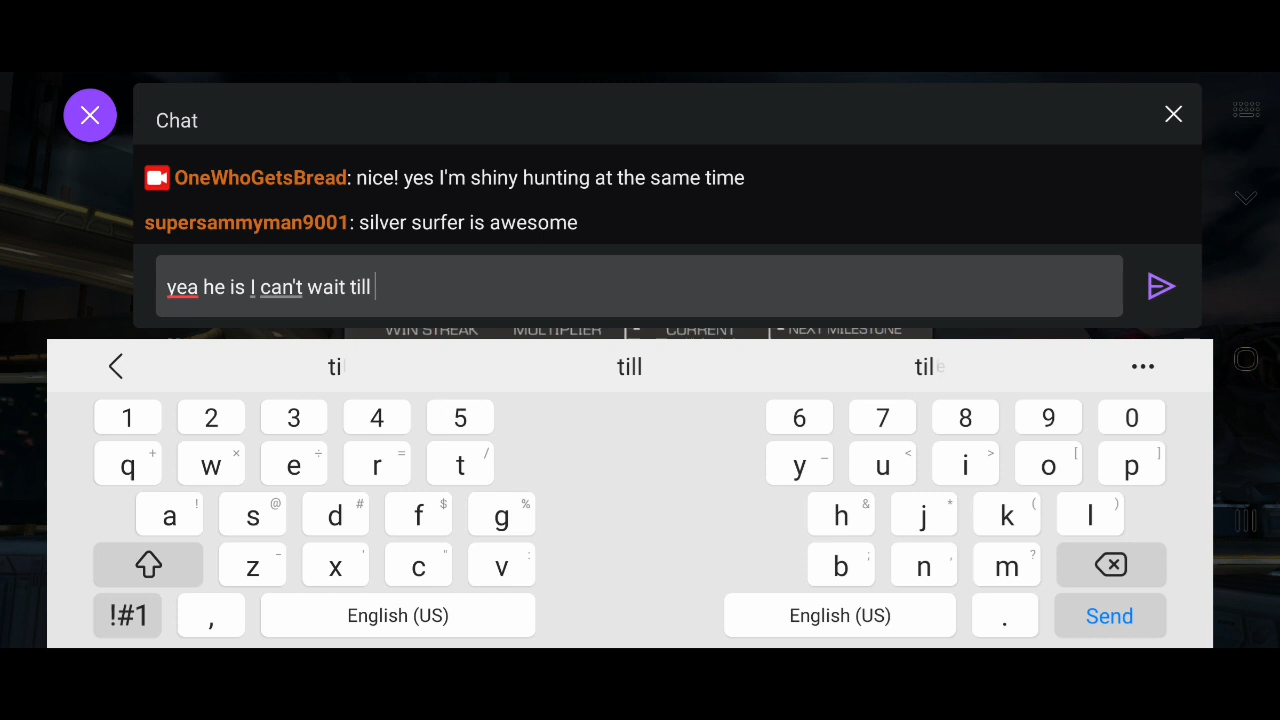 Chat
OneWhoGetsBread: nice! yes I'm shiny hunting at the same time
supersammyman9001: silver surfer is awesome
yea he is I can't wait till
WIN STREAK MULTIPLIER CURRENT NEXT MILESTONE
til till tile
1 2 3 4 5 6 7 8 9 0
q + w × e ÷ r = t / y _ u < i > o [ p ]
a ! s @ d # f $ g % h & j * k ( l )
z - x ' c " v : b ; n , m ? 
!#1 , English (US) English (US) . Send